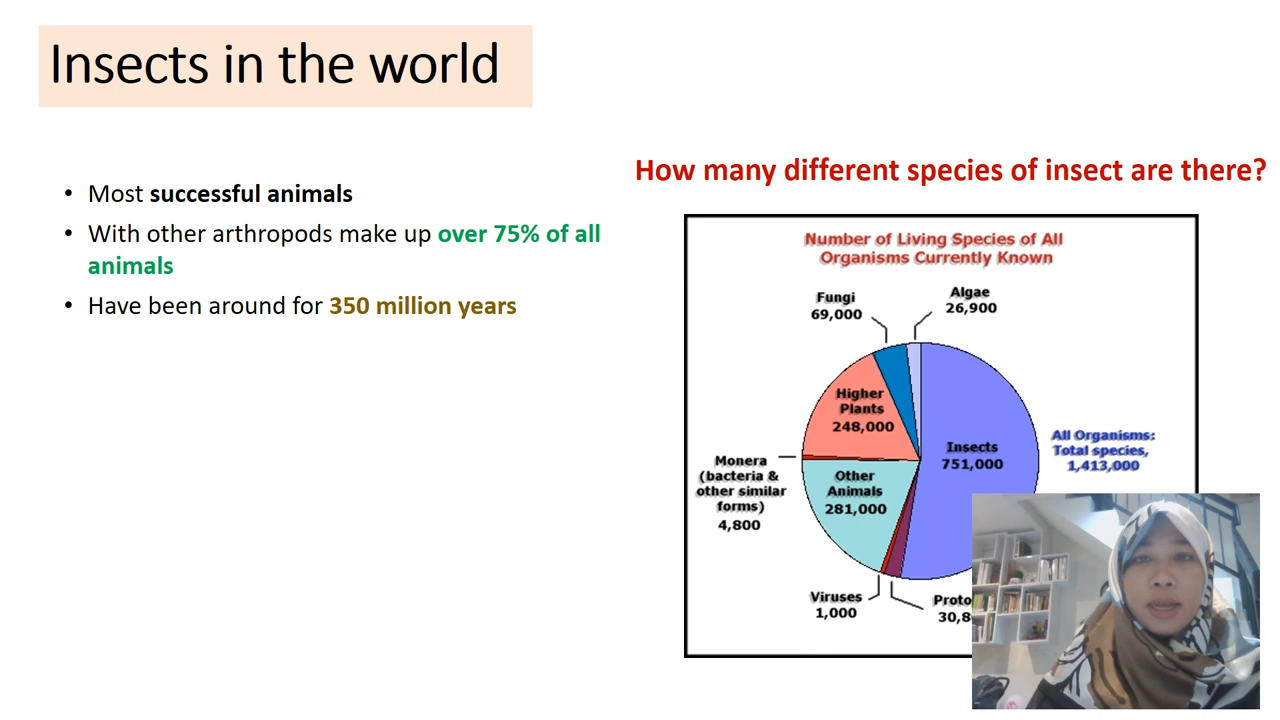 Insects in the world
• Most successful animals
• With other arthropods make up over 75% of all
animals
• Have been around for 350 million years
How many different species of insect are there?
Number of Living Species of All
Organisms Currently Known
Fungi
69,000
Algae
26,900
Higher
Plants
248,000
Insects
751,000
All Organisms:
Total species,
1,413,000
Monera
(bacteria &
other similar
forms)
4,800
Other
Animals
281,000
Viruses
1,000